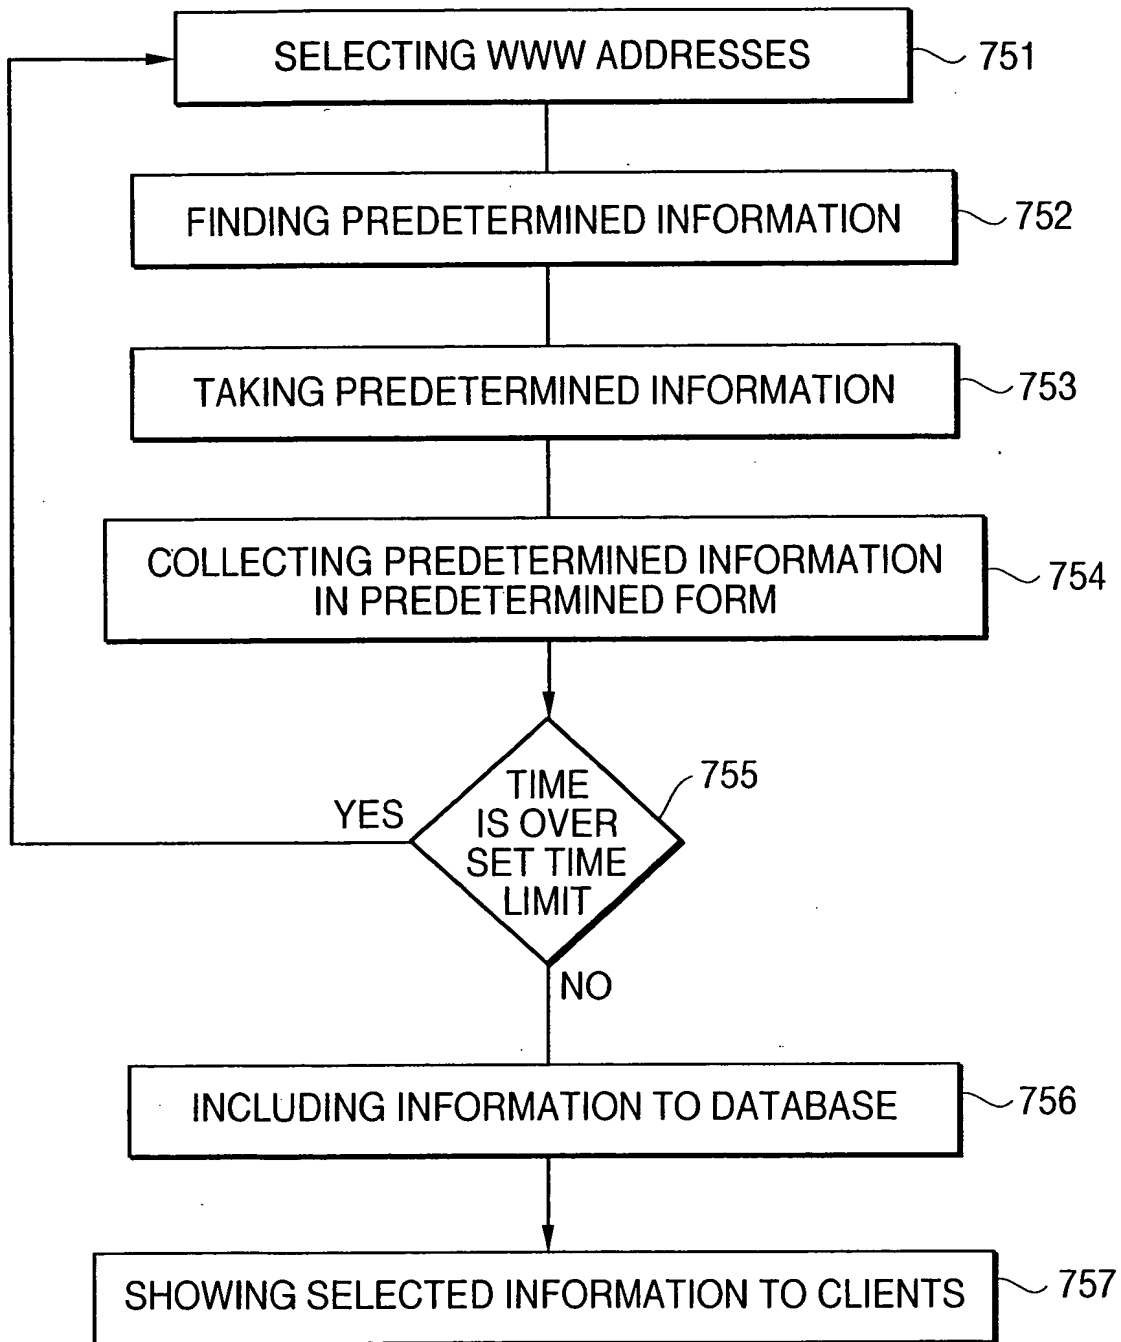 SELECTING WWW ADDRESSES
751
FINDING PREDETERMINED INFORMATION
752
TAKING PREDETERMINED INFORMATION
753
COLLECTING PREDETERMINED INFORMATION
IN PREDETERMINED FORM
754
TIME
IS OVER
SET TIME
LIMIT
755
YES
NO
INCLUDING INFORMATION TO DATABASE
756
SHOWING SELECTED INFORMATION TO CLIENTS
757